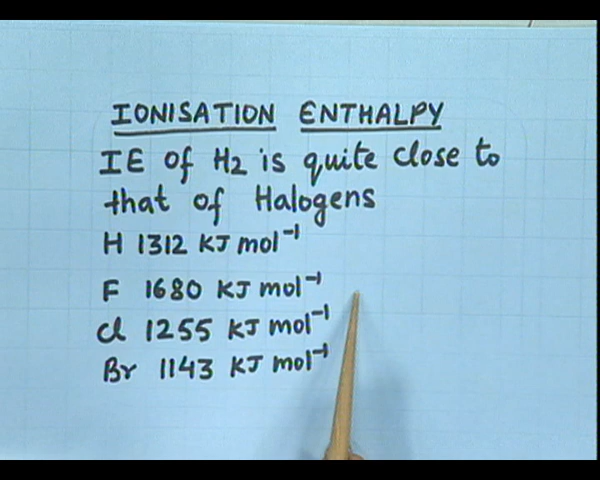 IONISATION ENTHALPY
IE of H2 is quite close to
that of Halogens
H 1312 KJ mol⁻¹
F 1680 KJ mol⁻¹
Cl 1255 KJ mol⁻¹
Br 1143 KJ mol⁻¹